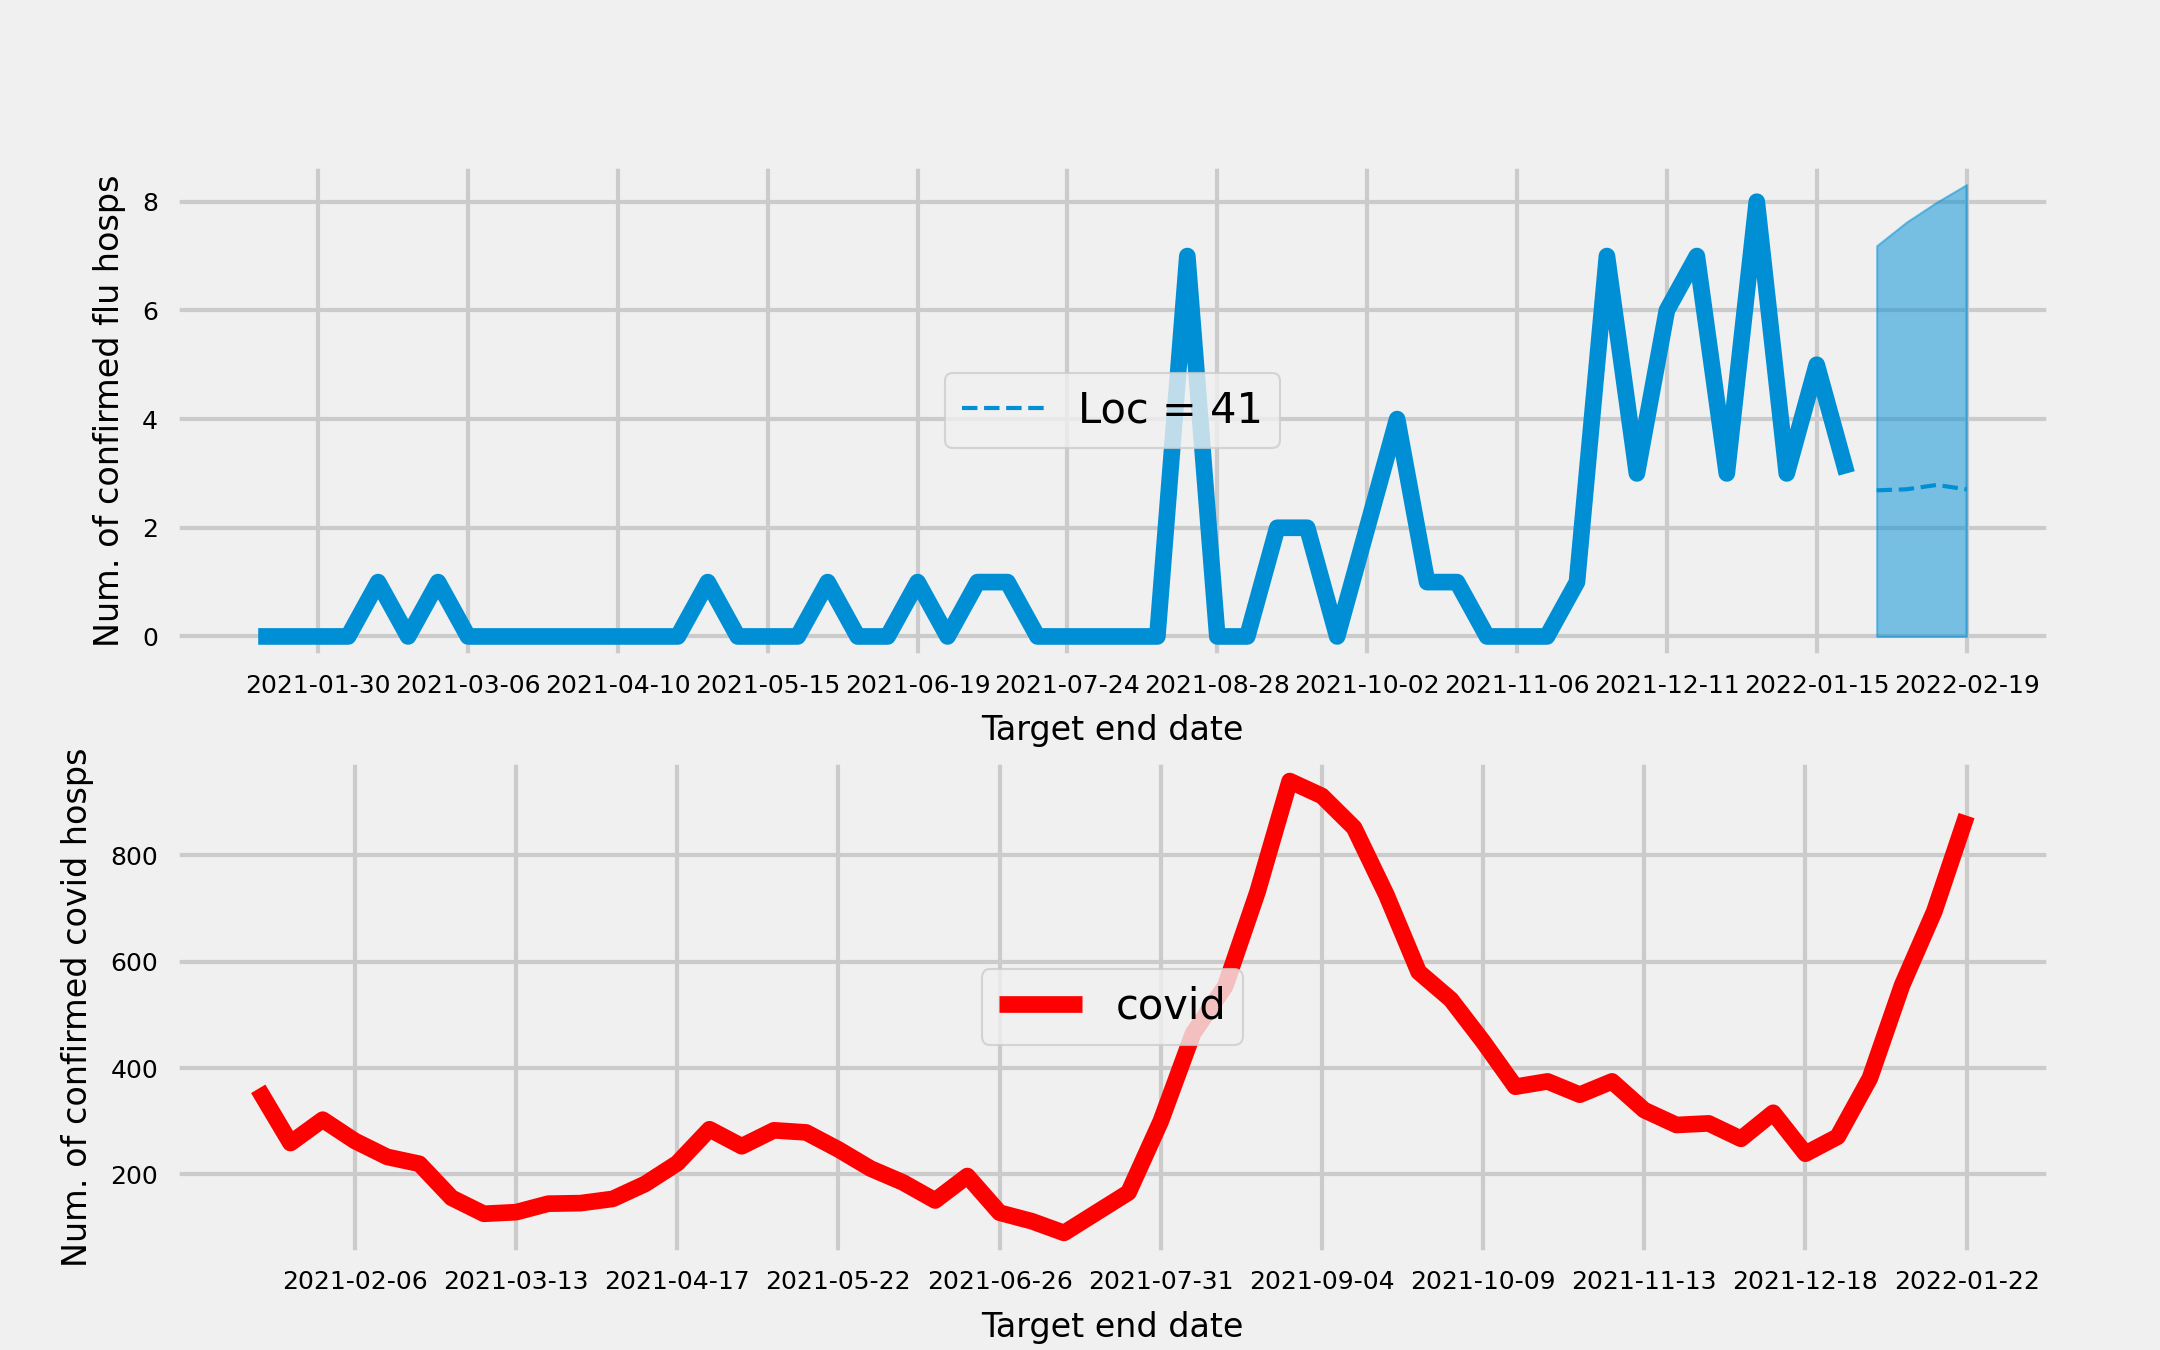 Num. of confirmed flu hosps
8
6
4
2
0
Loc = 41
2021-01-30 2021-03-06 2021-04-10 2021-05-15 2021-06-19 2021-07-24 2021-08-28 2021-10-02 2021-11-06 2021-12-11 2022-01-15 2022-02-19
Target end date
Num. of confirmed covid hosps
800
600
400
200
covid
2021-02-06 2021-03-13 2021-04-17 2021-05-22 2021-06-26 2021-07-31 2021-09-04 2021-10-09 2021-11-13 2021-12-18 2022-01-22
Target end date